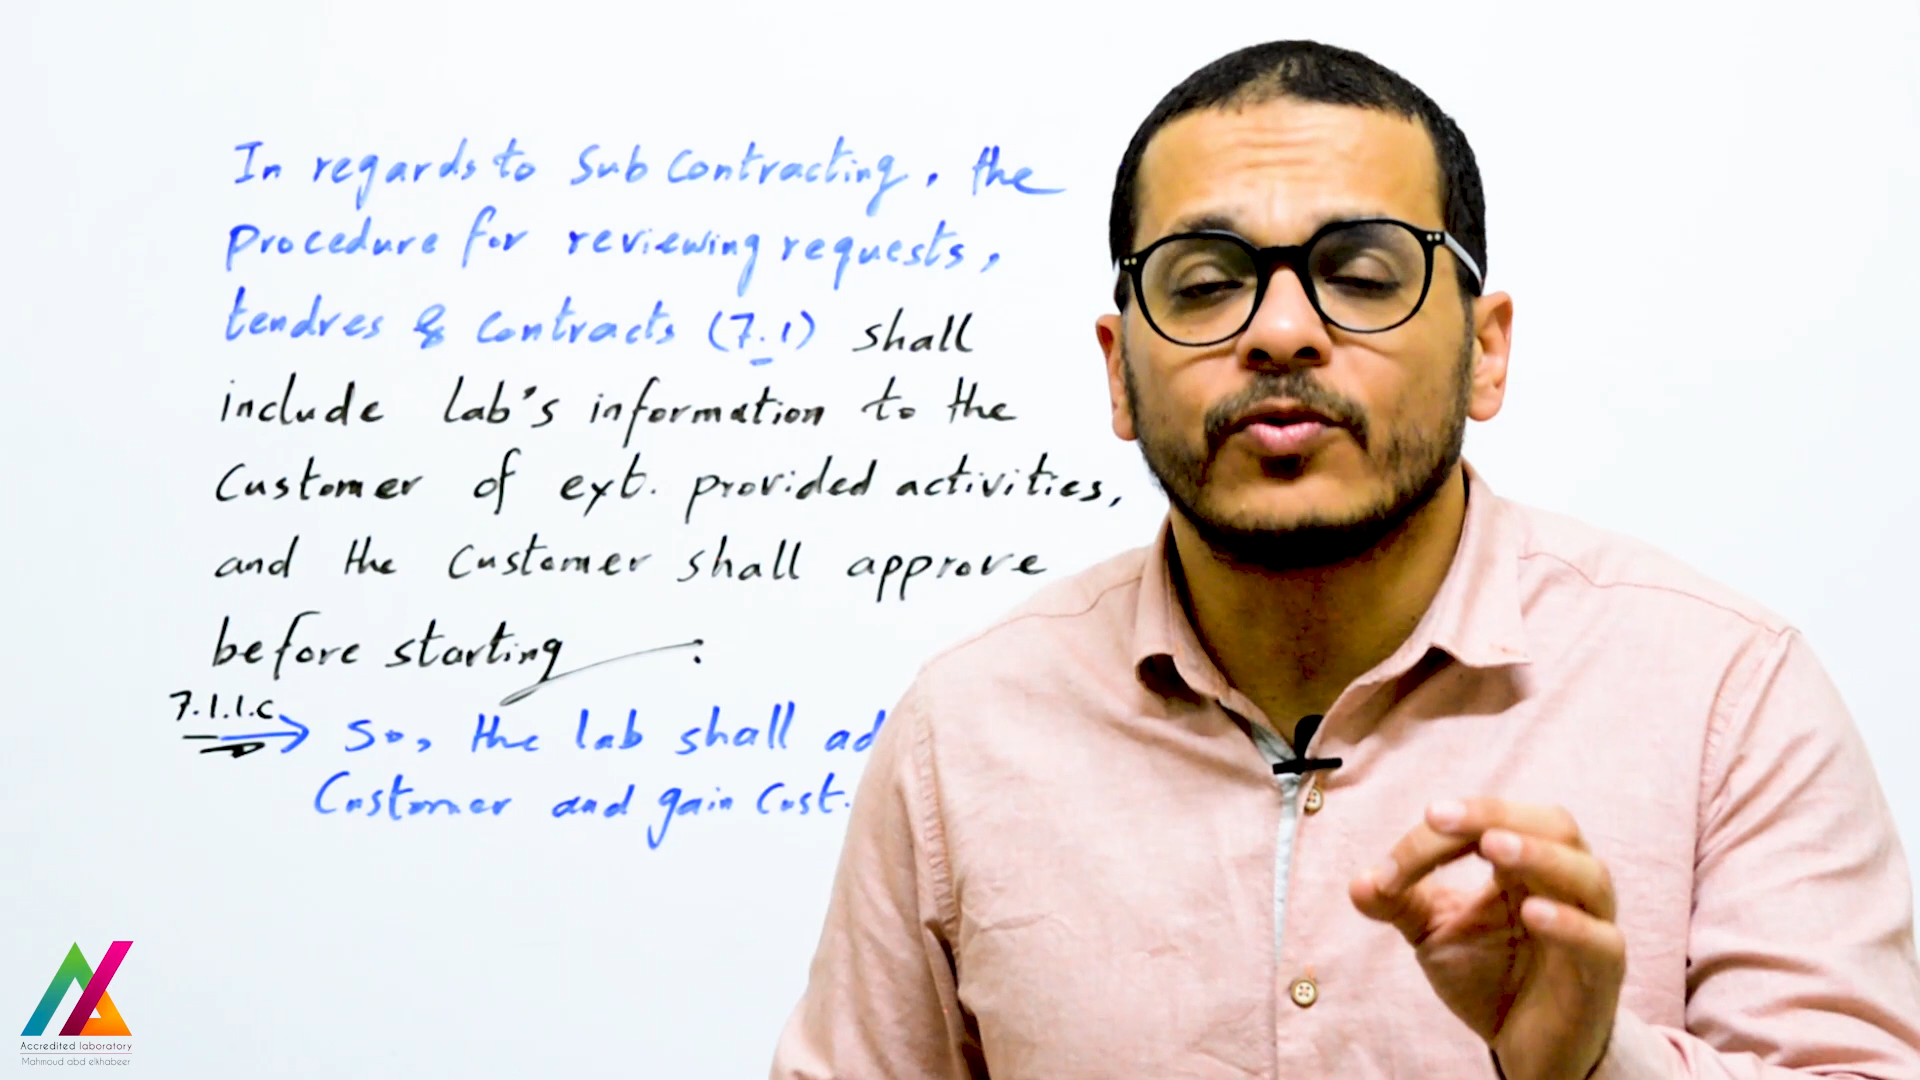 In regards to Sub Contracting, the
procedure for reviewing requests,
tendres & Contracts (7.1) shall
include lab's information to the
Customer of ext. provided activities,
and the Customer shall approve
before starting :
7.1.1.c
So, the lab shall ad
Customer and gain Cust.
Accredited laboratory
Mahmoud abd elkhabeer